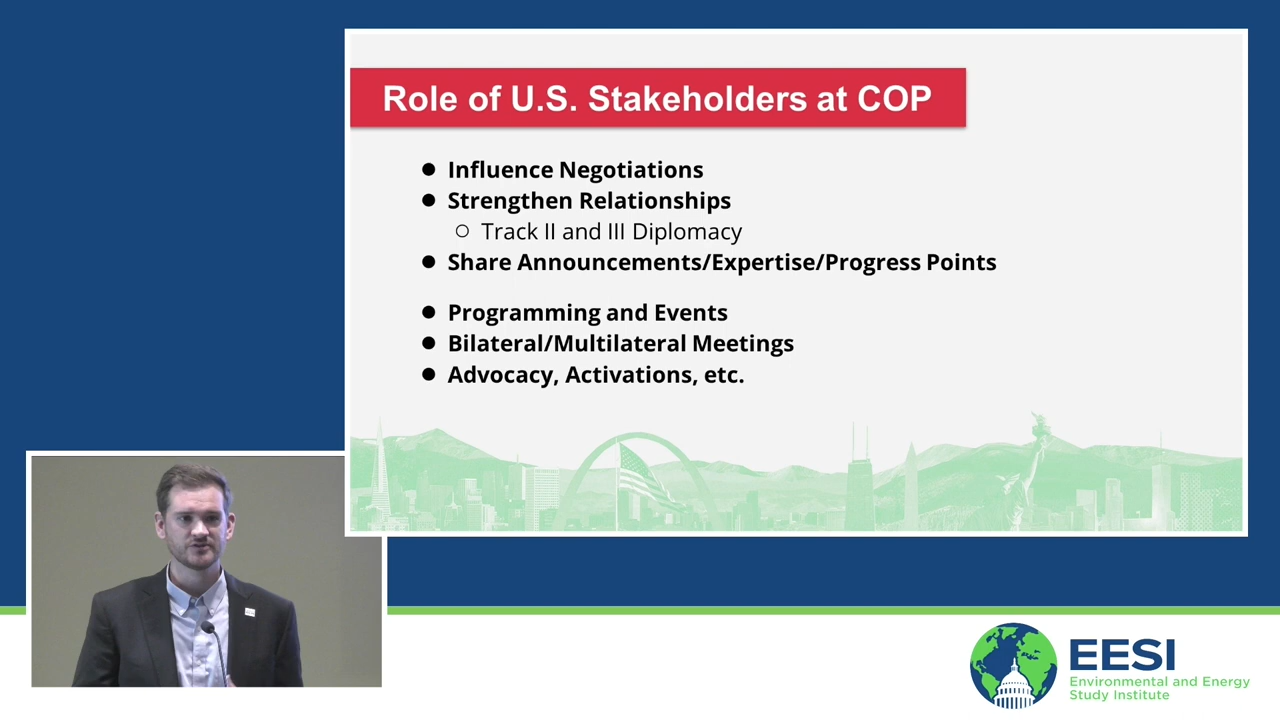 Role of U.S. Stakeholders at COP
● Influence Negotiations
● Strengthen Relationships
○ Track II and III Diplomacy
● Share Announcements/Expertise/Progress Points
● Programming and Events
● Bilateral/Multilateral Meetings
● Advocacy, Activations, etc.
EESI
Environmental and Energy
Study Institute